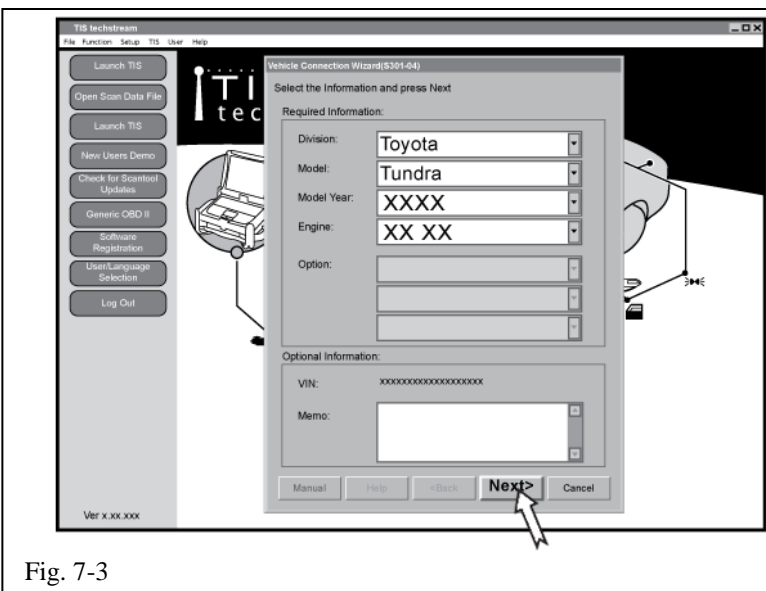 TIS techstream
File Function Setup TIS User Help
Launch TIS
Open Scan Data File
Launch TIS
New Users Demo
Check for Scantool
Updates
Generic OBD II
Software
Registration
User/Language
Selection
Log Out
Ver x.xx.xxx
TI
tec
Vehicle Connection Wizard(S301-04)
Select the Information and press Next
Required Information:
Division: Toyota
Model: Tundra
Model Year: XXXX
Engine: XX XX
Option:
Optional Information:
VIN: xxxxxxxxxxxxxxxxxxx
Memo:
Manual Help <Back Next> Cancel
Fig. 7-3